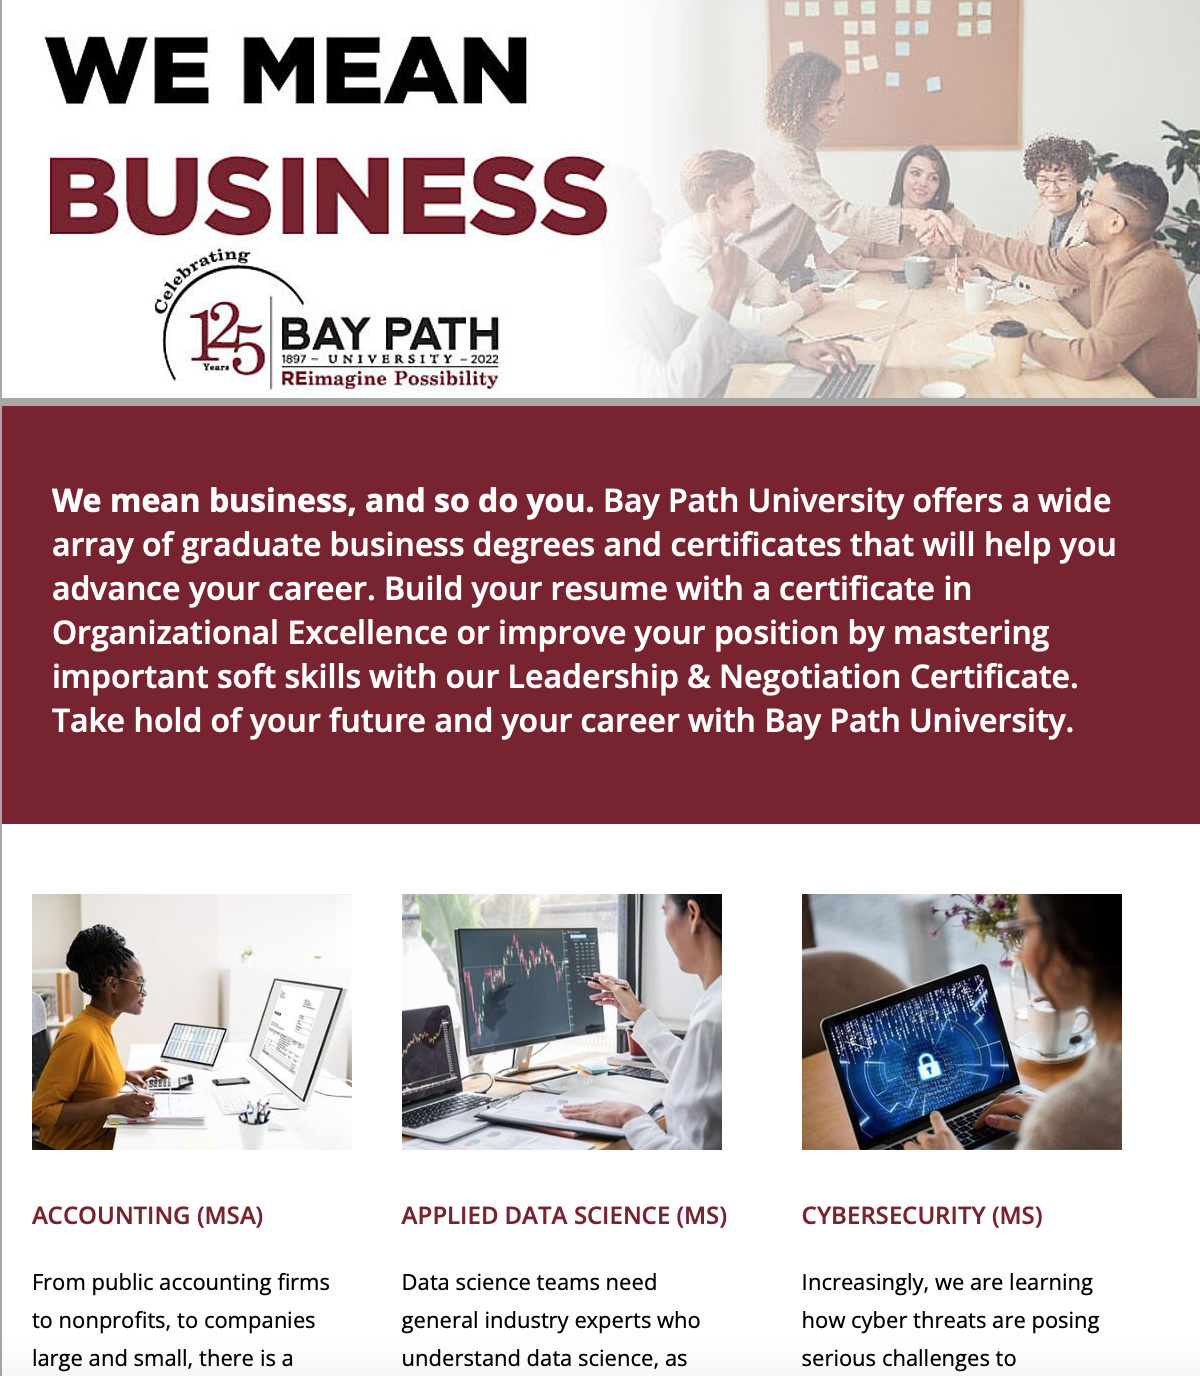 WE MEAN
BUSINESS
Celebrating
125
Years
BAY PATH
1897 – UNIVERSITY – 2022
REimagine Possibility
We mean business, and so do you. Bay Path University offers a wide
array of graduate business degrees and certificates that will help you
advance your career. Build your resume with a certificate in
Organizational Excellence or improve your position by mastering
important soft skills with our Leadership & Negotiation Certificate.
Take hold of your future and your career with Bay Path University.
ACCOUNTING (MSA)
From public accounting firms
to nonprofits, to companies
large and small, there is a
APPLIED DATA SCIENCE (MS)
Data science teams need
general industry experts who
understand data science, as
CYBERSECURITY (MS)
Increasingly, we are learning
how cyber threats are posing
serious challenges to